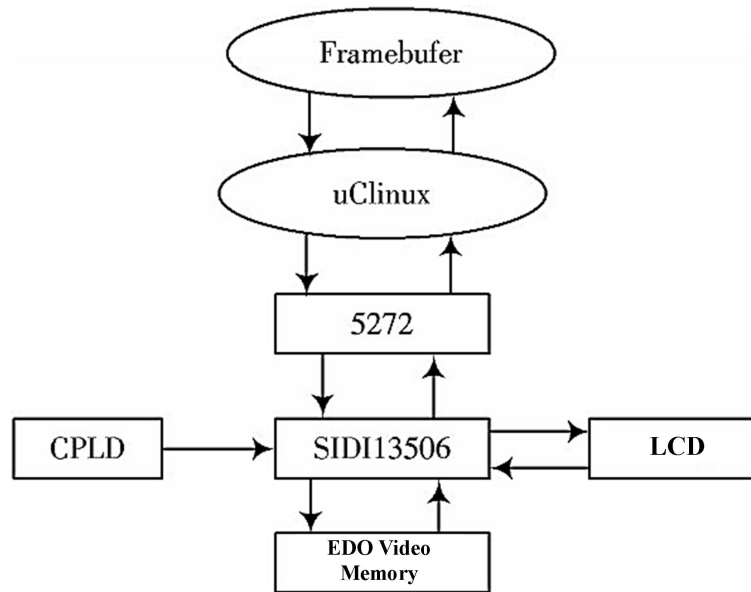 Framebufer
uClinux
5272
CPLD
SIDI13506
LCD
EDO Video
Memory